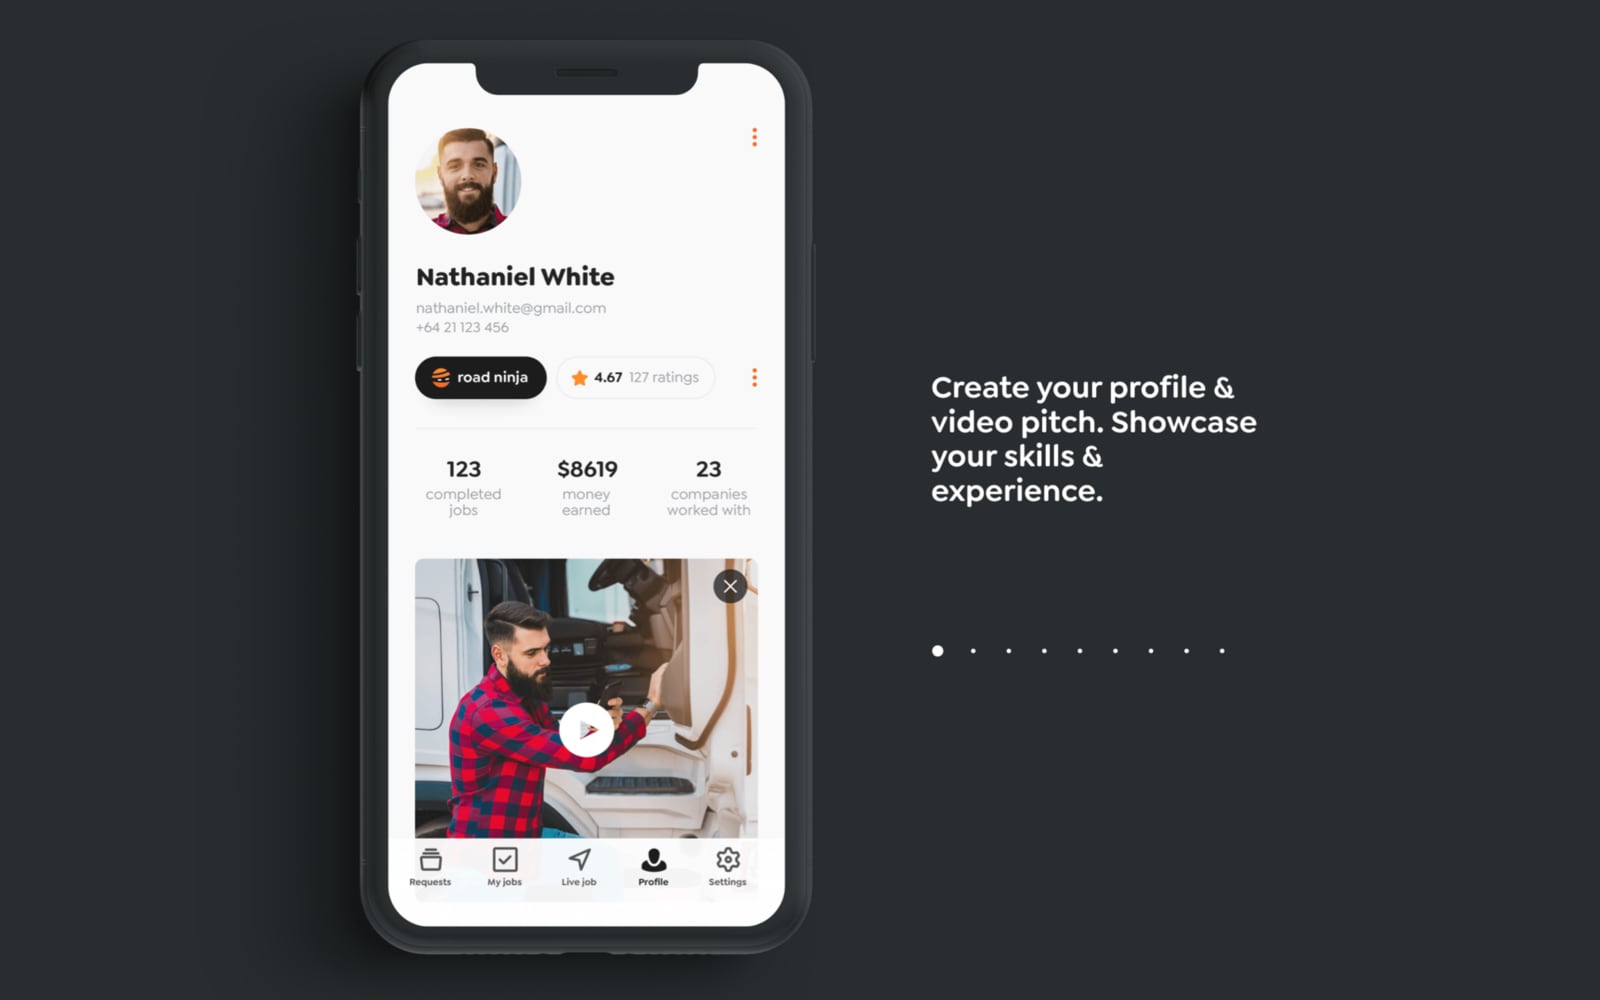 Nathaniel White
nathaniel.white@gmail.com
+64 21 123 456
road ninja
4.67 127 ratings
123
completed
jobs
$8619
money
earned
23
companies
worked with
Requests
My jobs
Live job
Profile
Settings
Create your profile &
video pitch. Showcase
your skills &
experience.